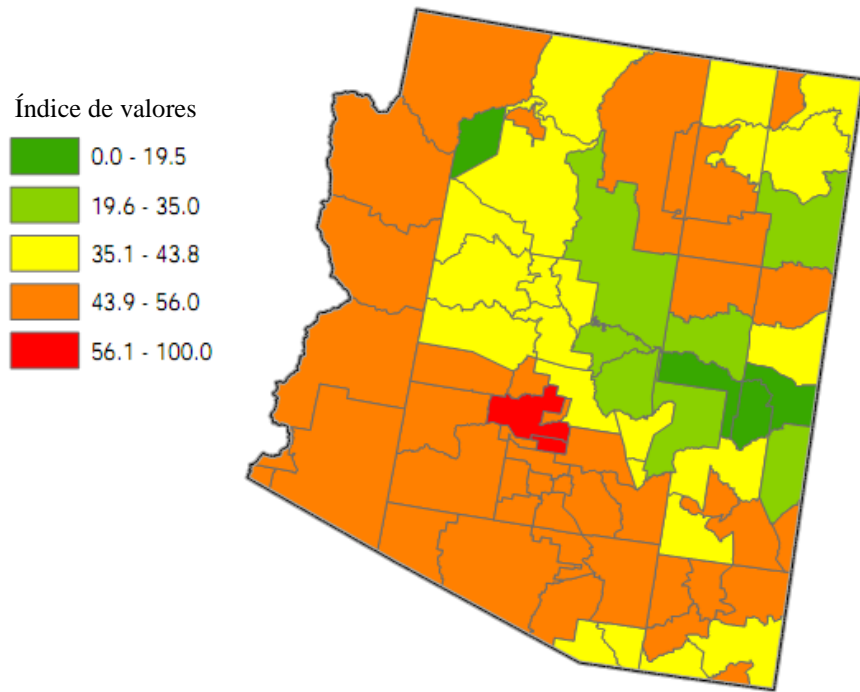 Índice de valores
0.0 - 19.5
19.6 - 35.0
35.1 - 43.8
43.9 - 56.0
56.1 - 100.0